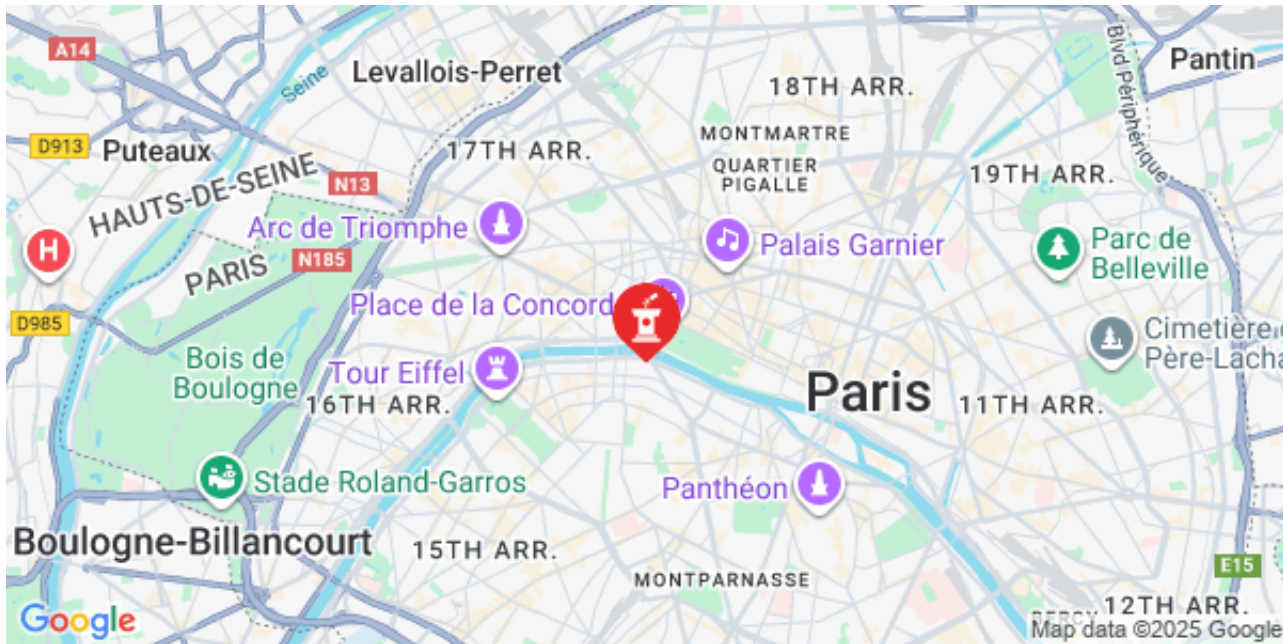 A14
Levallois-Perret
Seine
Pantin
Blvd Périphérique
18TH ARR.
D913
Puteaux
17TH ARR.
MONTMARTRE
QUARTIER
PIGALLE
HAUTS-DE-SEINE
N13
19TH ARR.
H
Arc de Triomphe
Palais Garnier
Parc de
Belleville
PARIS
N185
Place de la Concord
D985
Cimetière
Père-Lacha
Bois de
Boulogne
Tour Eiffel
16TH ARR.
Paris
11TH ARR.
Stade Roland-Garros
Panthéon
Boulogne-Billancourt
15TH ARR.
MONTPARNASSE
E15
12TH ARR.
Google
Map data ©2025 Google